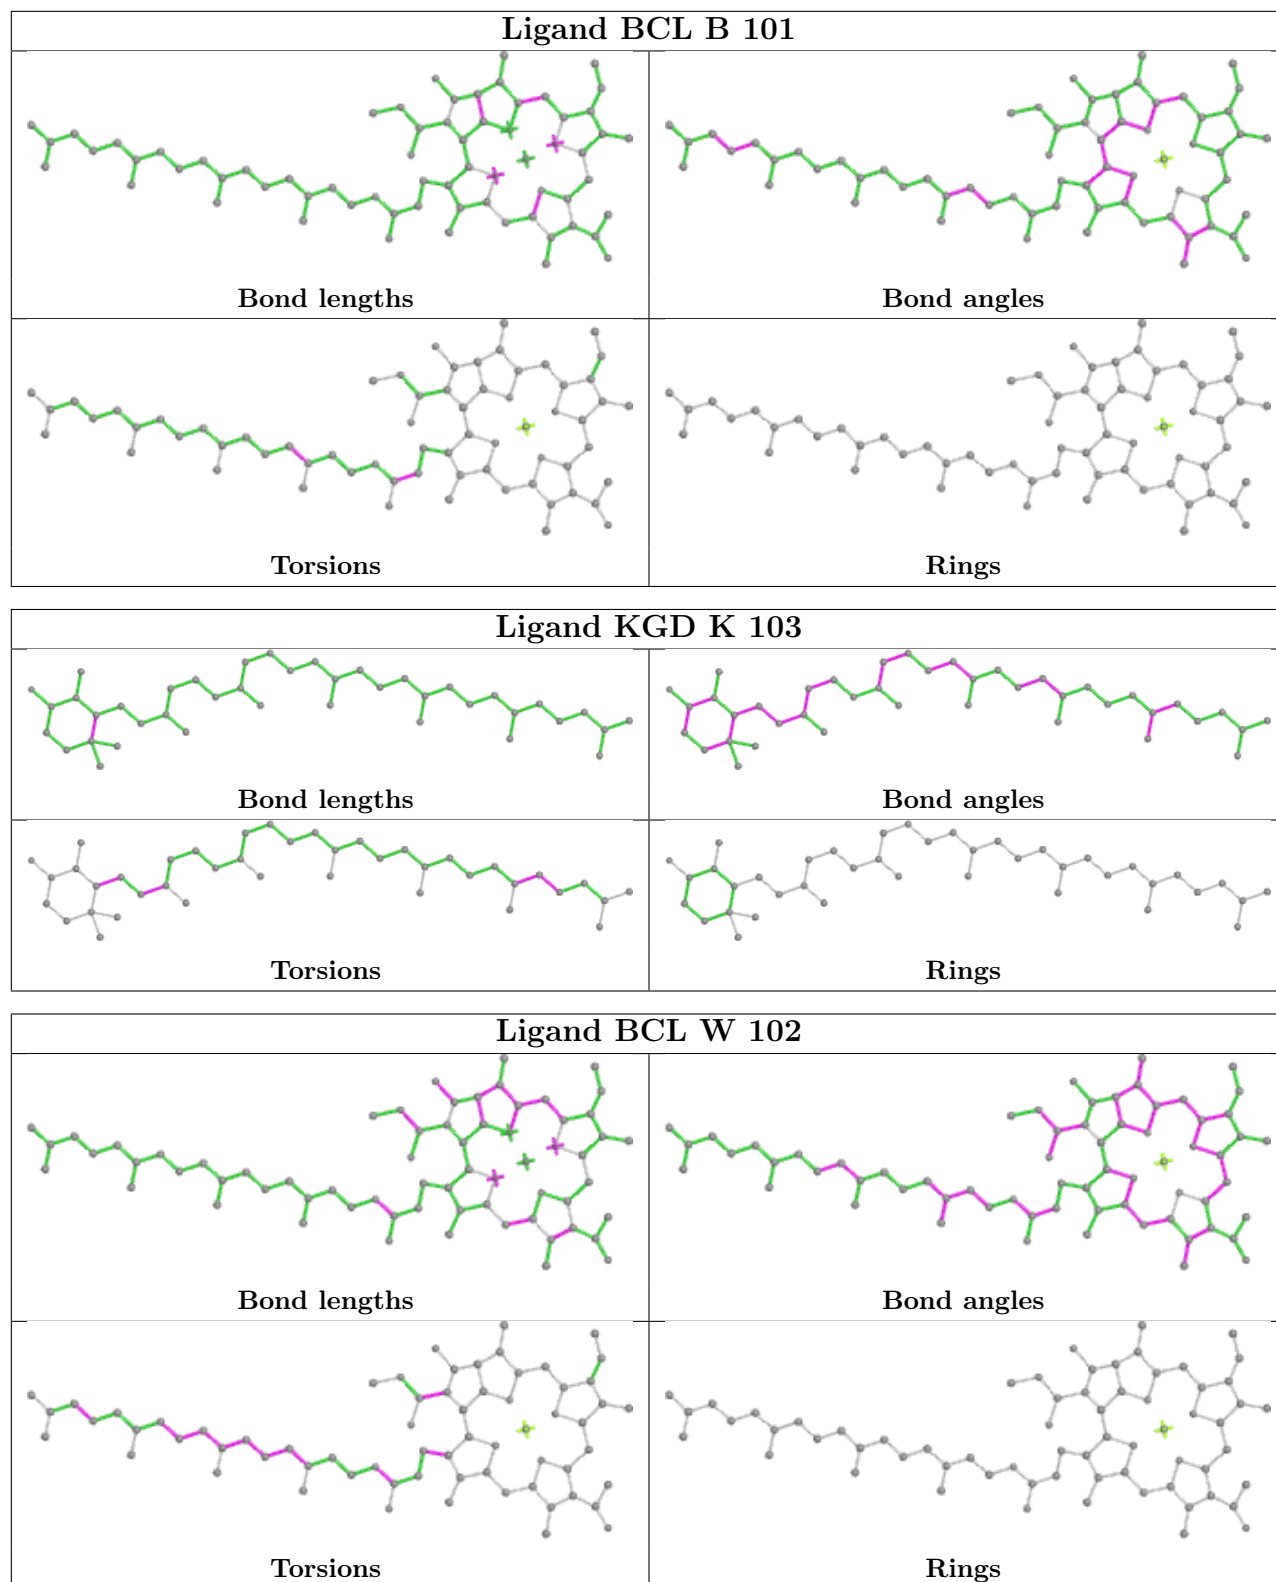 Ligand BCL B 101
Bond lengths
Bond angles
Torsions
Rings
Ligand KGD K 103
Bond lengths
Bond angles
Torsions
Rings
Ligand BCL W 102
Bond lengths
Bond angles
Torsions
Rings